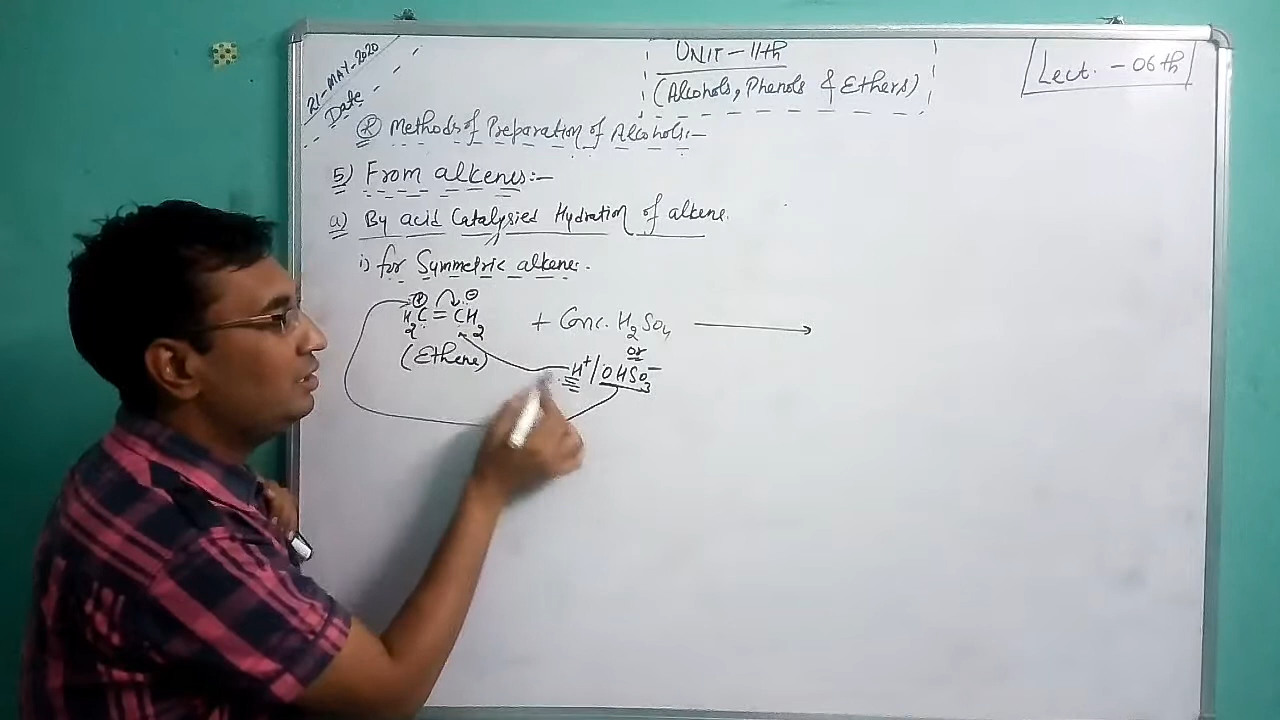 21-MAY-2020
Date
UNIT-11th
(Alcohols, Phenols & Ethers)
Lect. - 06th
* Methods of Preparation of Alcohols:-
5) From alkenes:-
a) By acid Catalysied Hydration of alkene.
i) for Symmetric alkene.
H2C = CH2 + Conc. H2SO4 ⟶
(Ethene)
or
H+/OHSO3−